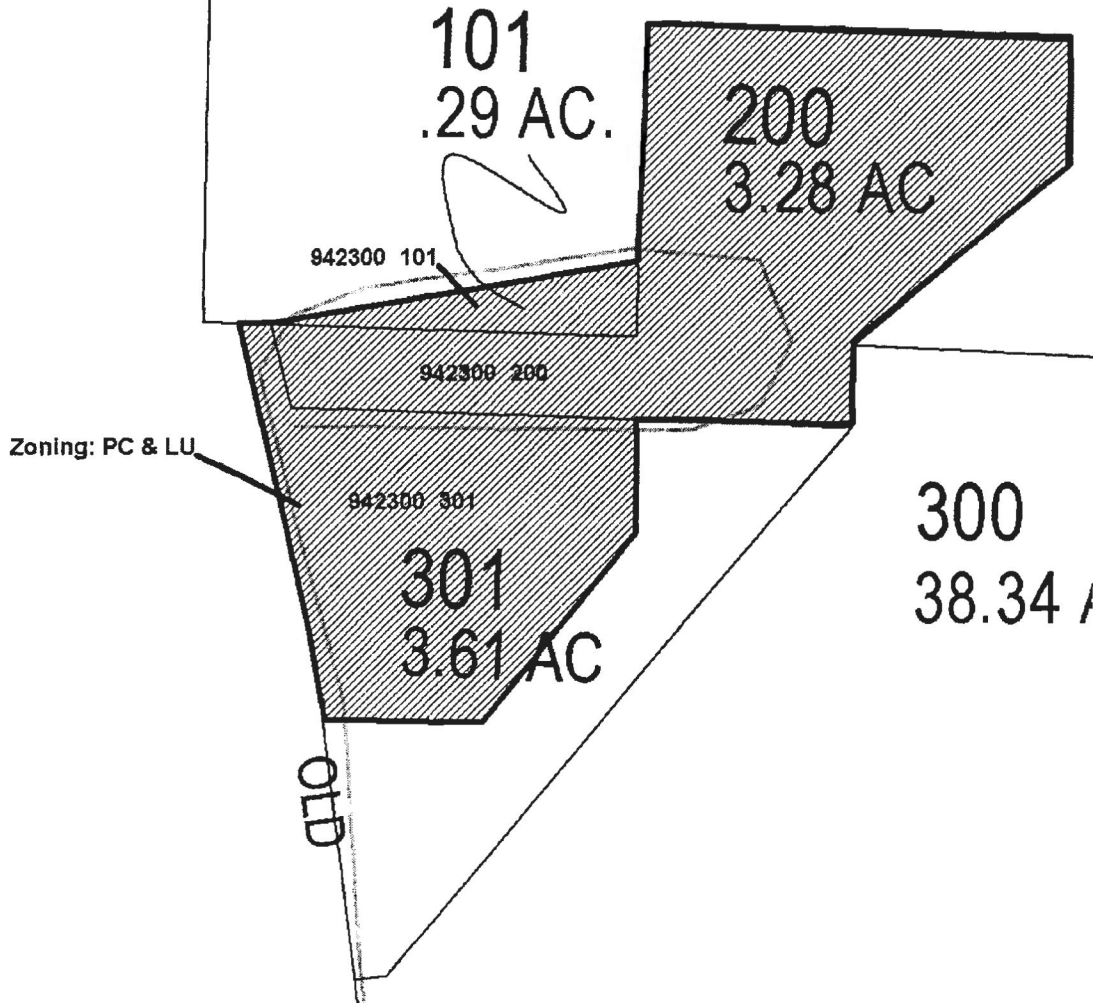 101
.29 AC.
200
3.28 AC
942300 101
942300 200
Zoning: PC & LU
942300 301
301
3.61 AC
300
38.34 A
OLD